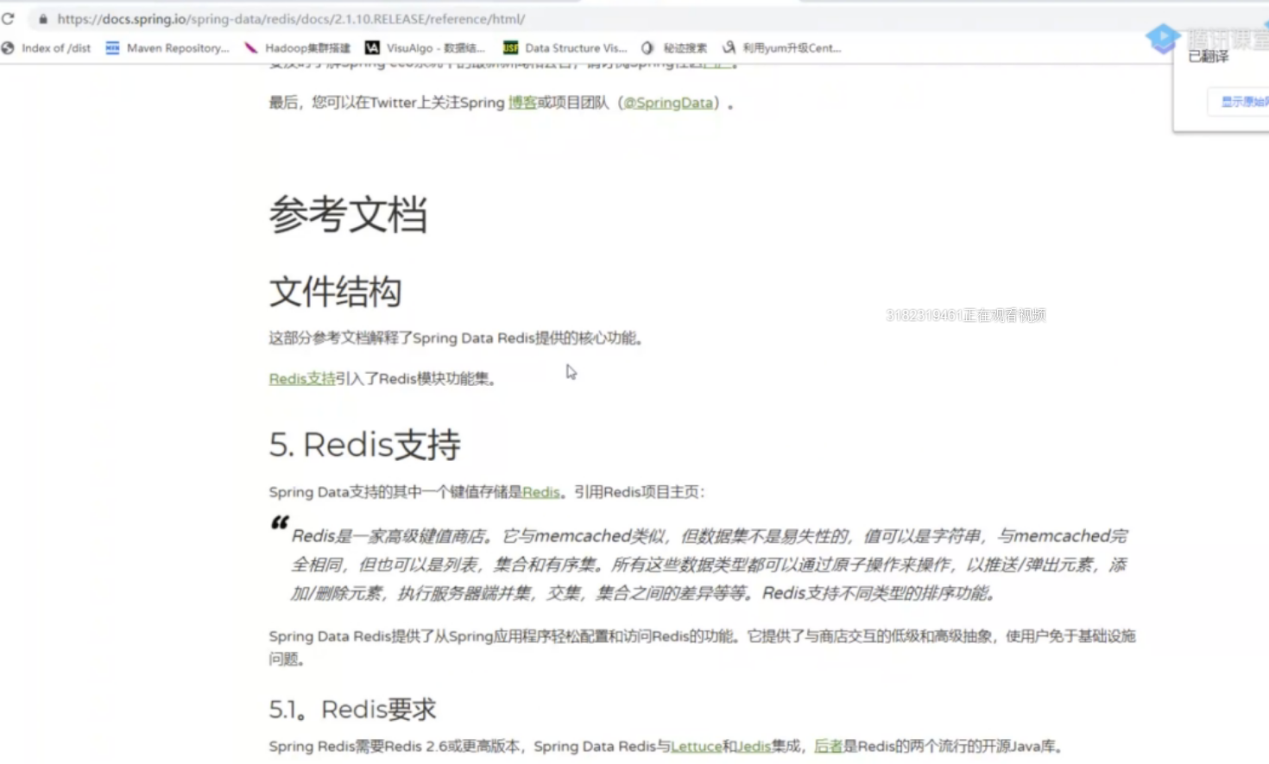 https://docs.spring.io/spring-data/redis/docs/2.1.10.RELEASE/reference/html/
Index of /dist Maven Repository... Hadoop集群搭建 VisuAlgo - 数据结... Data Structure Vis... 秘迹搜索 利用yum升级Cent...
腾讯课堂
已翻译
显示原始
最后，您可以在Twitter上关注Spring 博客或项目团队（@SpringData）。
参考文档
文件结构
3182319461正在观看视频
这部分参考文档解释了Spring Data Redis提供的核心功能。
Redis支持引入了Redis模块功能集。
5. Redis支持
Spring Data支持的其中一个键值存储是Redis。引用Redis项目主页：
“Redis是一家高级键值商店。它与memcached类似，但数据集不是易失性的，值可以是字符串，与memcached完
全相同，但也可以是列表，集合和有序集。所有这些数据类型都可以通过原子操作来操作，以推送/弹出元素，添
加/删除元素，执行服务器端并集，交集，集合之间的差异等等。Redis支持不同类型的排序功能。
Spring Data Redis提供了从Spring应用程序轻松配置和访问Redis的功能。它提供了与商店交互的低级和高级抽象，使用户免于基础设施
问题。
5.1。Redis要求
Spring Redis需要Redis 2.6或更高版本，Spring Data Redis与Lettuce和Jedis集成，后者是Redis的两个流行的开源Java库。